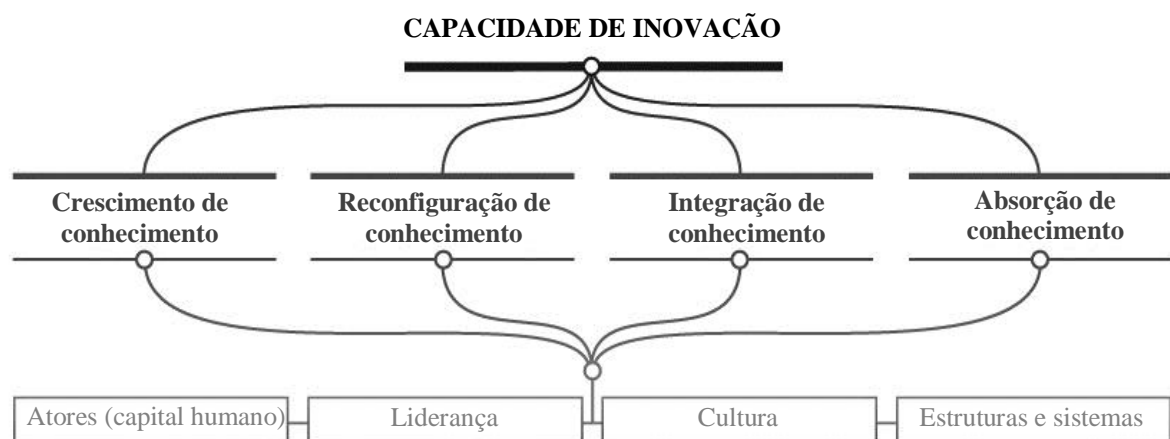 CAPACIDADE DE INOVAÇÃO
Crescimento de
conhecimento
Reconfiguração de
conhecimento
Integração de
conhecimento
Absorção de
conhecimento
Atores (capital humano)
Liderança
Cultura
Estruturas e sistemas